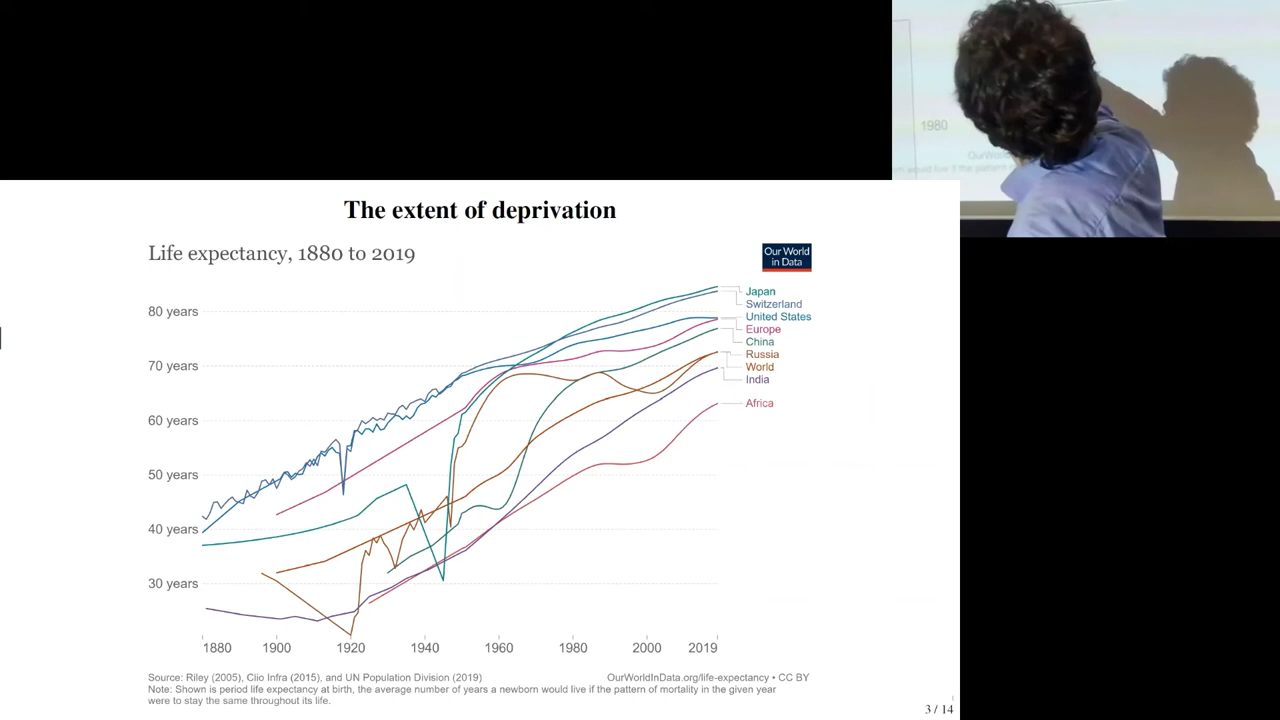 1980
The extent of deprivation
Life expectancy, 1880 to 2019
Our World
in Data
80 years
70 years
60 years
50 years
40 years
30 years
Japan
Switzerland
United States
Europe
China
Russia
World
India
Africa
1880 1900 1920 1940 1960 1980 2000 2019
Source: Riley (2005), Clio Infra (2015), and UN Population Division (2019) OurWorldInData.org/life-expectancy • CC BY
Note: Shown is period life expectancy at birth, the average number of years a newborn would live if the pattern of mortality in the given year
were to stay the same throughout its life.
3 / 14